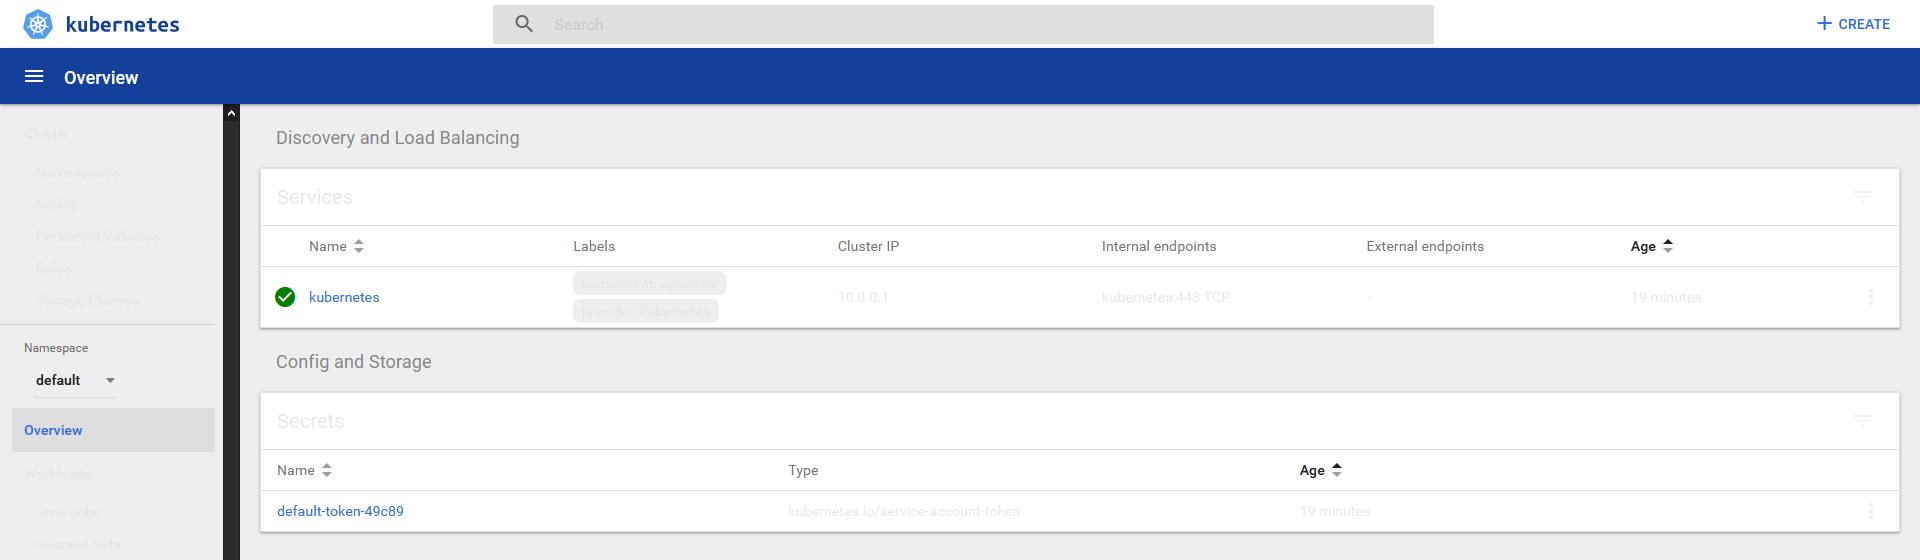 kubernetes
Search
CREATE
Overview
Cluster
Namespaces
Nodes
Persistent Volumes
Roles
Storage Classes
Namespace
default
Overview
Workloads
Cron Jobs
Daemon Sets
Discovery and Load Balancing
Services
Name Labels Cluster IP Internal endpoints External endpoints Age
kubernetes component: apiserver 10.0.0.1 kubernetes:443 TCP - 19 minutes
provider: kubernetes
Config and Storage
Secrets
Name Type Age
default-token-49c89 kubernetes.io/service-account-token 19 minutes